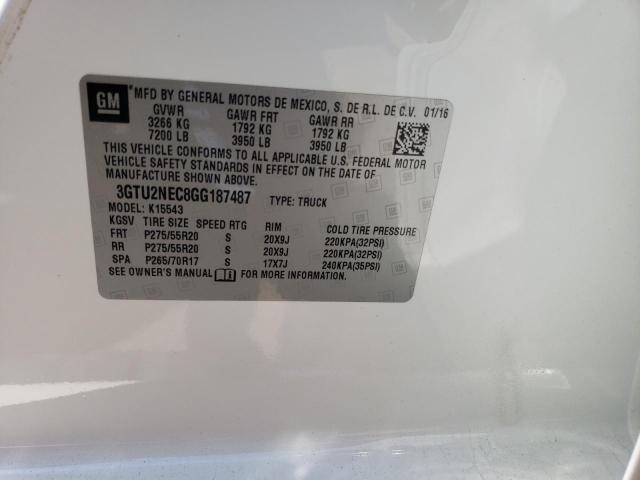 GM
*MFD BY GENERAL MOTORS DE MEXICO, S. DE R.L. DE C.V. 01/16
GVWR GAWR FRT GAWR RR
3266 KG 1792 KG 1792 KG
7200 LB 3950 LB 3950 LB
THIS VEHICLE CONFORMS TO ALL APPLICABLE U.S. FEDERAL MOTOR
VEHICLE SAFETY STANDARDS IN EFFECT ON THE DATE OF
MANUFACTURE SHOWN ABOVE.
3GTU2NEC8GG187487 TYPE: TRUCK
MODEL: K15543
KGSV TIRE SIZE SPEED RTG RIM COLD TIRE PRESSURE
FRT P275/55R20 S 20X9J 220KPA(32PSI)
RR P275/55R20 S 20X9J 220KPA(32PSI)
SPA P265/70R17 S 17X7J 240KPA(35PSI)
SEE OWNER'S MANUAL FOR MORE INFORMATION